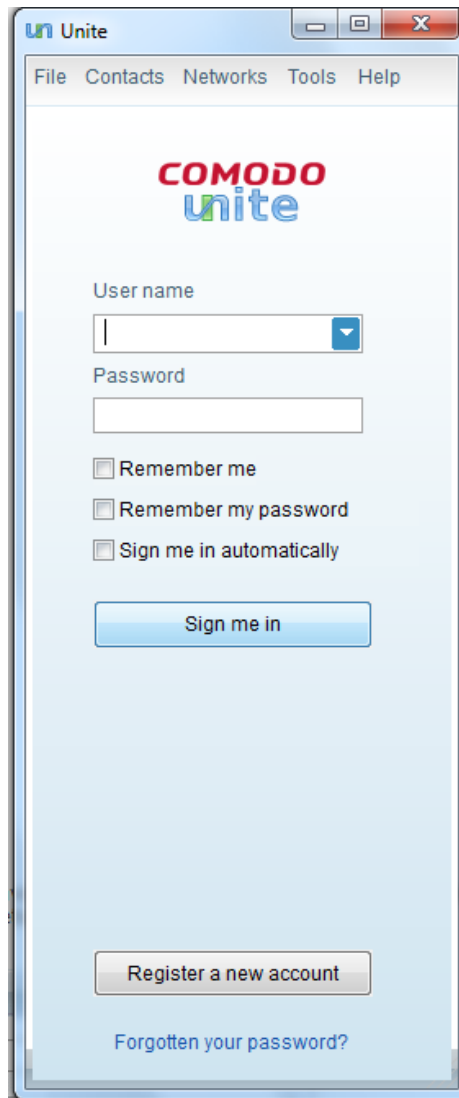 Unite
File Contacts Networks Tools Help
COMODO
unite
User name
Password
Remember me
Remember my password
Sign me in automatically
Sign me in
Register a new account
Forgotten your password?